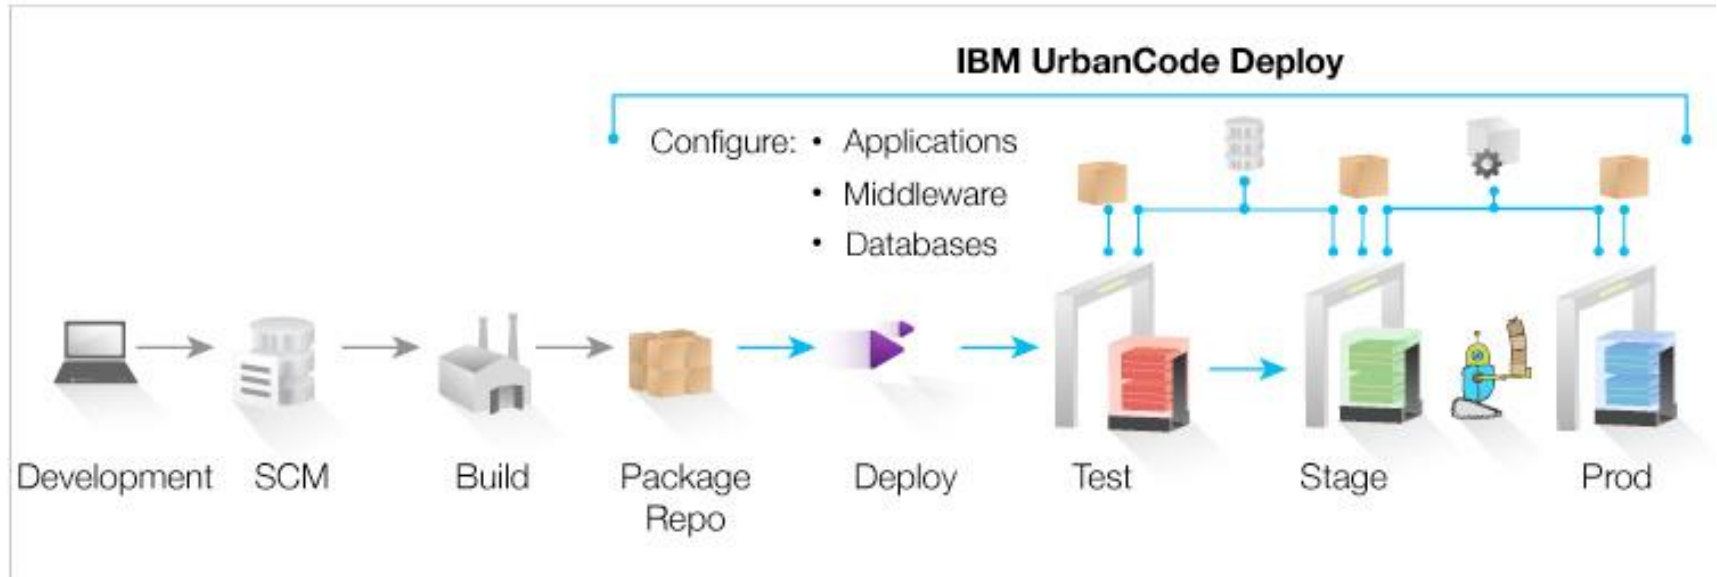 IBM UrbanCode Deploy
Configure: • Applications
• Middleware
• Databases
Development
SCM
Build
Package
Repo
Deploy
Test
Stage
Prod